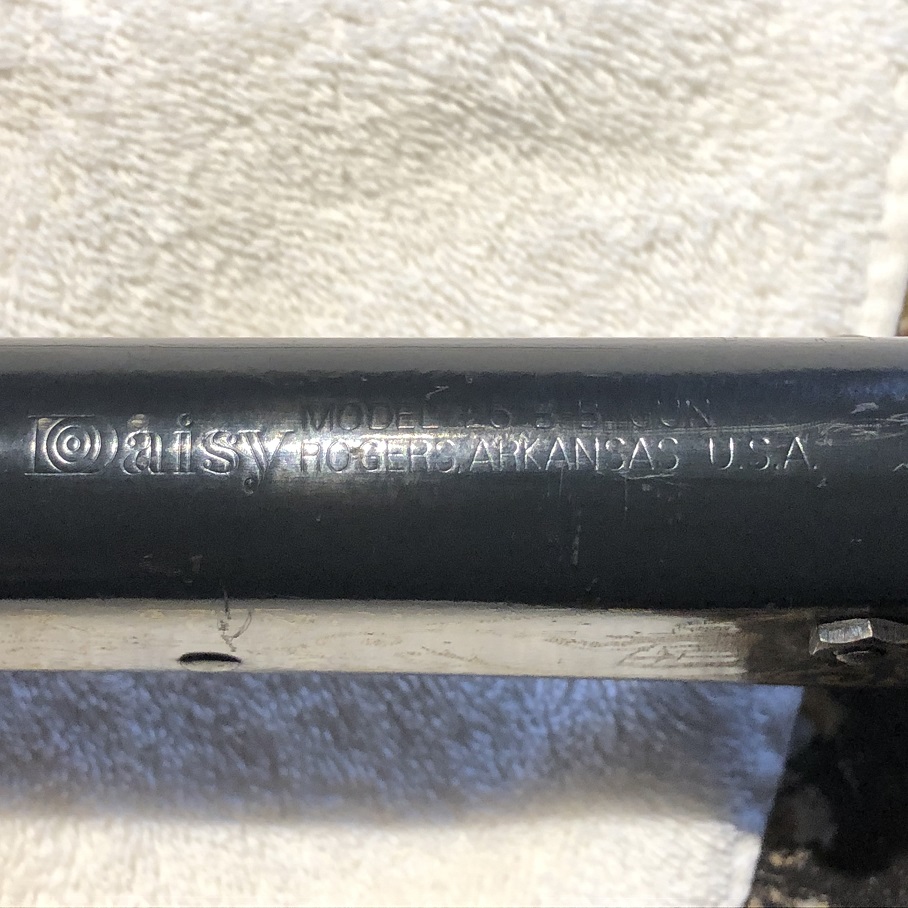 Daisy
MODEL 25 B•B GUN
ROGERS, ARKANSAS U.S.A.